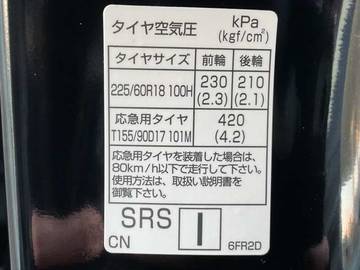 タイヤ空気圧 kPa
(kgf/cm²)
タイヤサイズ 前輪 後輪
225/60R18 100H 230 210
(2.3) (2.1)
応急用タイヤ 420
T155/90D17 101M (4.2)
応急用タイヤを装着した場合は、
80km/h以下で走行して下さい。
使用方法は、取扱い説明書を
御覧下さい。
SRS I
CN 6FR2D